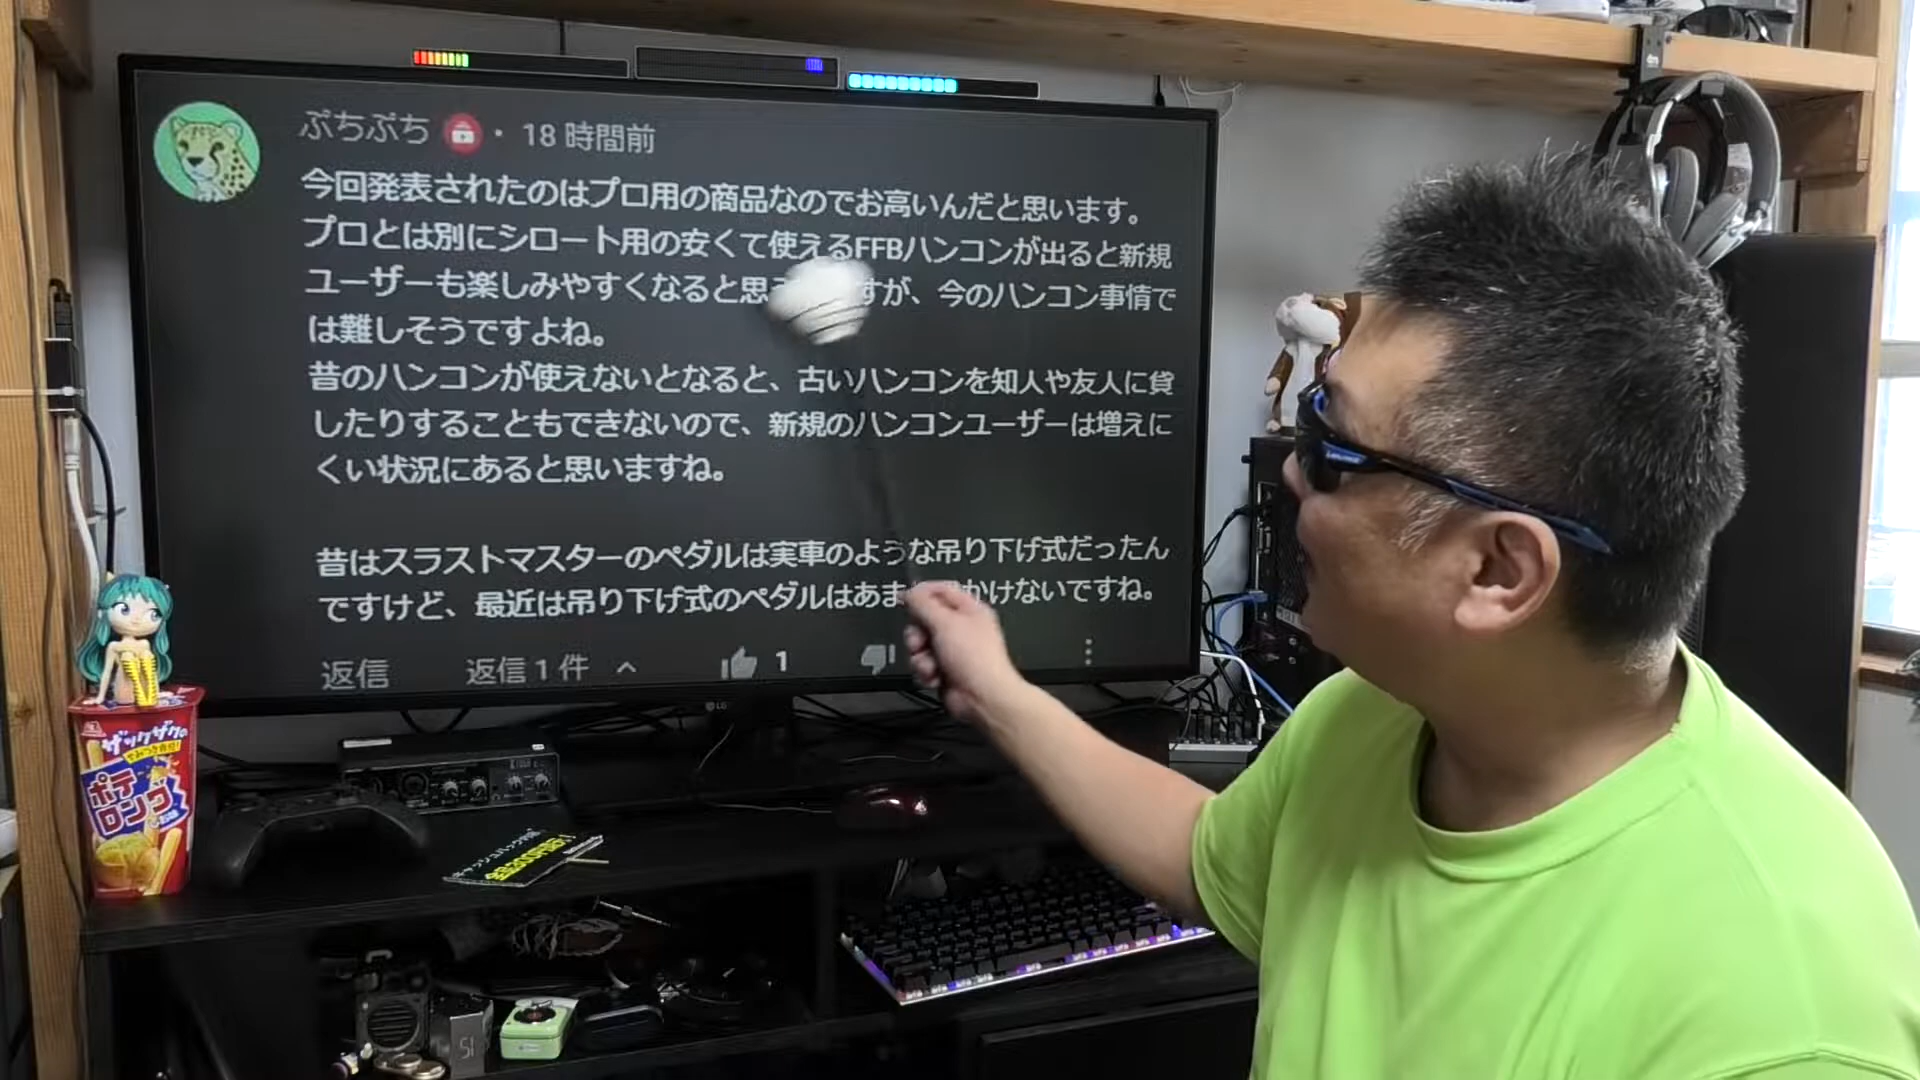 ぷちぷち ・ 18 時間前
今回発表されたのはプロ用の商品なのでお高いんだと思います。
プロとは別にシロート用の安くて使えるFFBハンコンが出ると新規
ユーザーも楽しみやすくなると思すが、今のハンコン事情で
は難しそうですよね。
昔のハンコンが使えないとなると、古いハンコンを知人や友人に貸
したりすることもできないので、新規のハンコンユーザーは増えに
くい状況にあると思いますね。
昔はスラストマスターのペダルは実車のような吊り下げ式だったん
ですけど、最近は吊り下げ式のペダルはあまかけないですね。
返信 返信 1 件 1
LG
ザックザクの
ポテロング